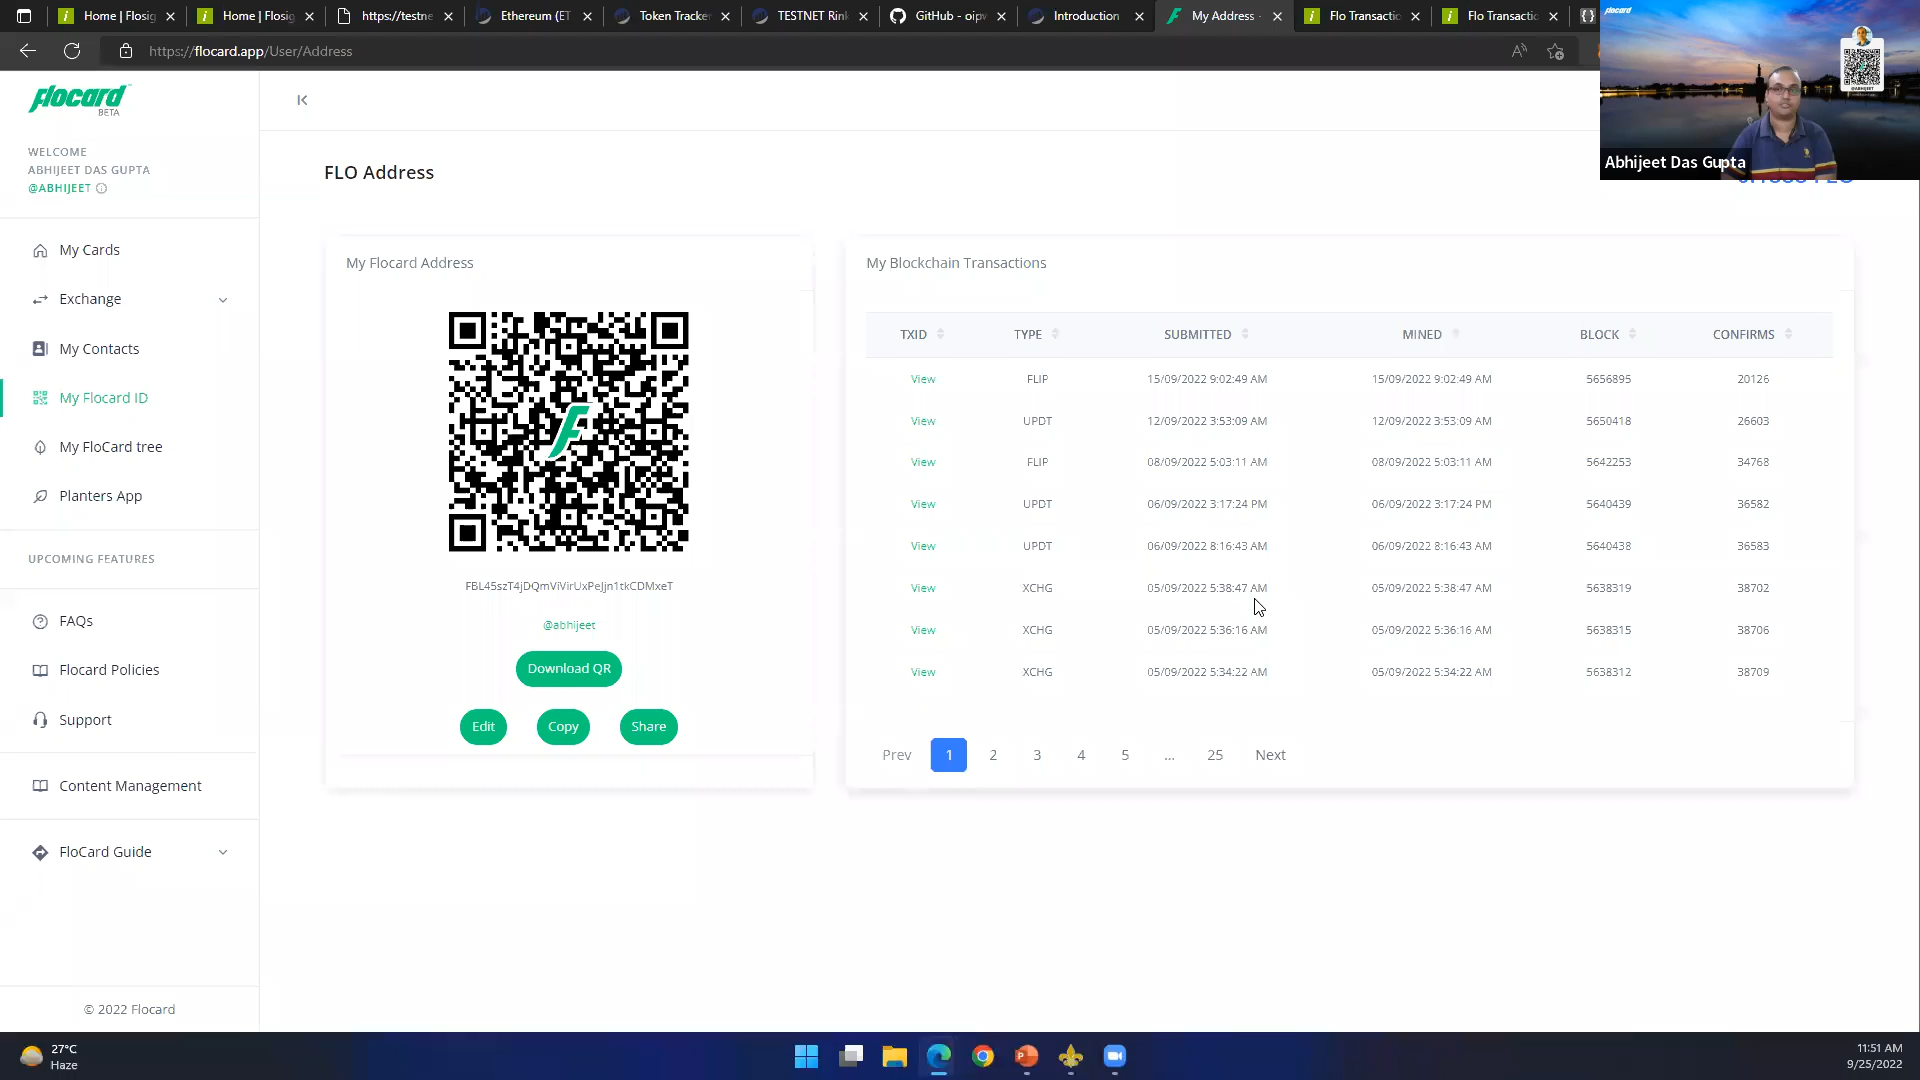 Home | Flosig
Home | Flosig
https://testne
Ethereum (ET
Token Tracker
TESTNET Rink
GitHub - oipw
Introduction
My Address -
Flo Transactio
Flo Transactio
https://flocard.app/User/Address
flocard
Abhijeet Das Gupta
flocard
BETA
WELCOME
ABHIJEET DAS GUPTA
@ABHIJEET
My Cards
Exchange
My Contacts
My Flocard ID
My FloCard tree
Planters App
UPCOMING FEATURES
FAQs
Flocard Policies
Support
Content Management
FloCard Guide
© 2022 Flocard
FLO Address
My Flocard Address
FBL45szT4jDQmViVirUxPeJjn1tkCDMxeT
@abhijeet
Download QR
Edit Copy Share
My Blockchain Transactions
TXID TYPE SUBMITTED MINED BLOCK CONFIRMS
View FLIP 15/09/2022 9:02:49 AM 15/09/2022 9:02:49 AM 5656895 20126
View UPDT 12/09/2022 3:53:09 AM 12/09/2022 3:53:09 AM 5650418 26603
View FLIP 08/09/2022 5:03:11 AM 08/09/2022 5:03:11 AM 5642253 34768
View UPDT 06/09/2022 3:17:24 PM 06/09/2022 3:17:24 PM 5640439 36582
View UPDT 06/09/2022 8:16:43 AM 06/09/2022 8:16:43 AM 5640438 36583
View XCHG 05/09/2022 5:38:47 AM 05/09/2022 5:38:47 AM 5638319 38702
View XCHG 05/09/2022 5:36:16 AM 05/09/2022 5:36:16 AM 5638315 38706
View XCHG 05/09/2022 5:34:22 AM 05/09/2022 5:34:22 AM 5638312 38709
Prev 1 2 3 4 5 ... 25 Next
27°C
Haze
11:51 AM
9/25/2022